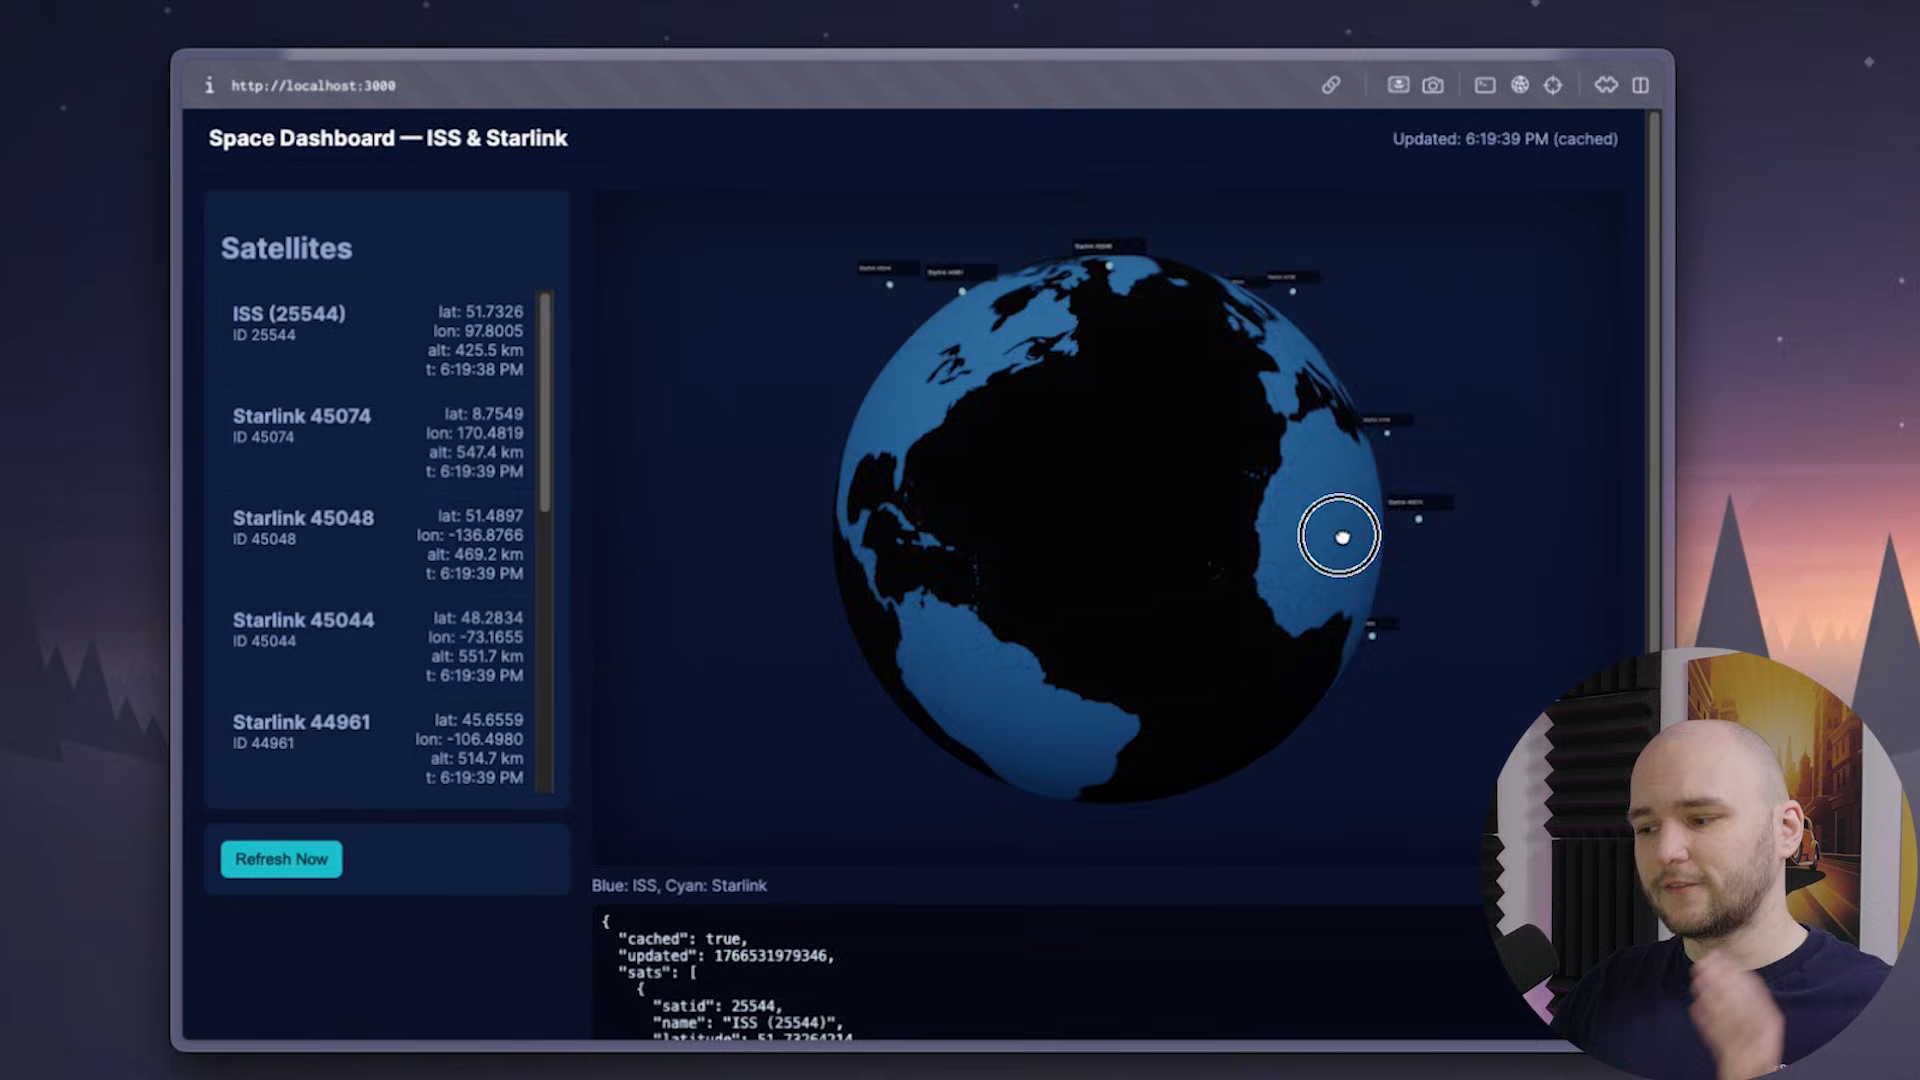 http://localhost:3000
Space Dashboard — ISS & Starlink
Updated: 6:19:39 PM (cached)
Satellites
ISS (25544)
ID 25544
lat: 51.7326
lon: 97.8005
alt: 425.5 km
t: 6:19:38 PM
Starlink 45074
ID 45074
lat: 8.7549
lon: 170.4819
alt: 547.4 km
t: 6:19:39 PM
Starlink 45048
ID 45048
lat: 51.4897
lon: -136.8766
alt: 469.2 km
t: 6:19:39 PM
Starlink 45044
ID 45044
lat: 48.2834
lon: -73.1655
alt: 551.7 km
t: 6:19:39 PM
Starlink 44961
ID 44961
lat: 45.6559
lon: -106.4980
alt: 514.7 km
t: 6:19:39 PM
Refresh Now
Blue: ISS, Cyan: Starlink
{
"cached": true,
"updated": 1766531979346,
"sats": [
{
"satid": 25544,
"name": "ISS (25544)",
"latitude": 51.73264214